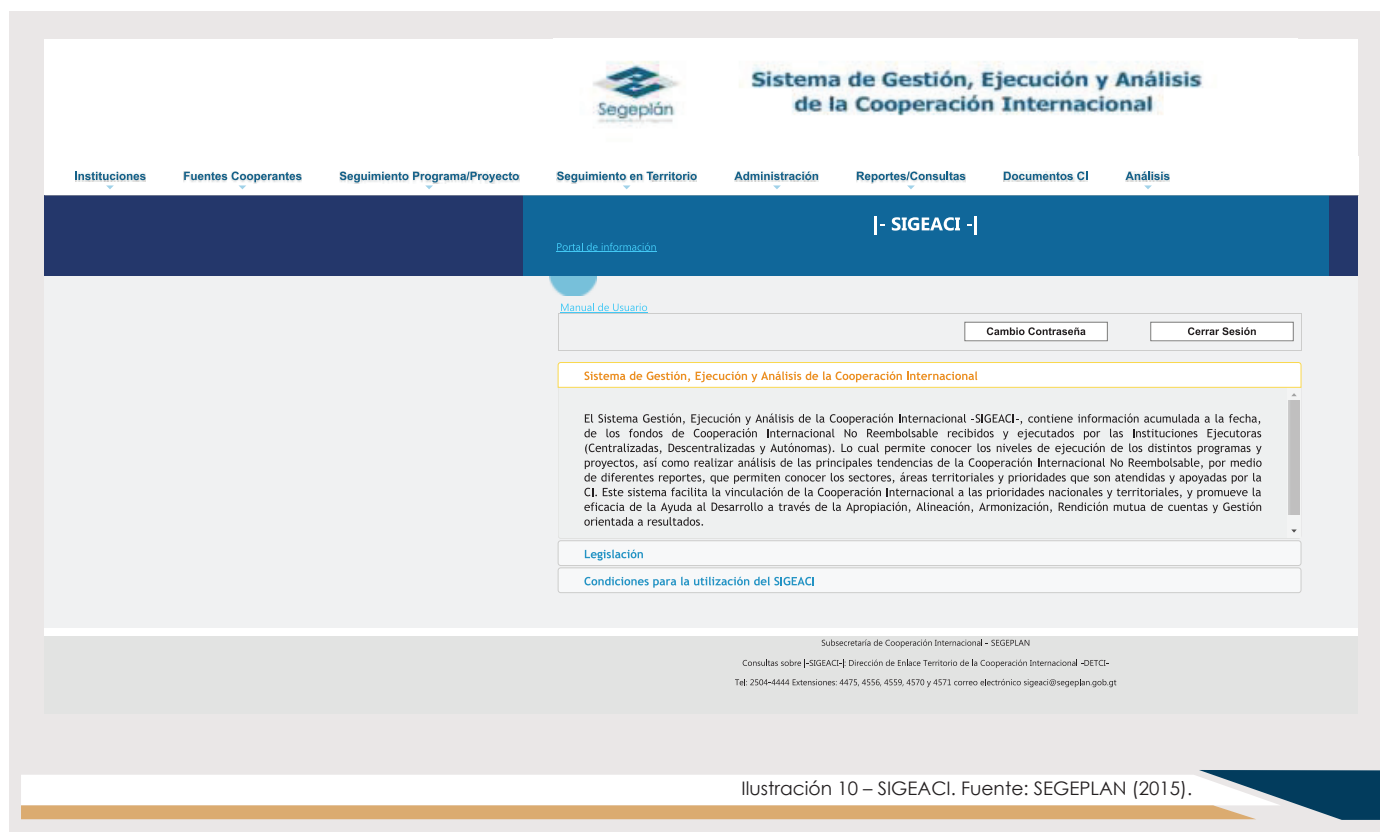 Segeplán
Sistema de Gestión, Ejecución y Análisis
de la Cooperación Internacional
Instituciones Fuentes Cooperantes Seguimiento Programa/Proyecto Seguimiento en Territorio Administración Reportes/Consultas Documentos CI Análisis
|- SIGEACI -|
Portal de información
Manual de Usuario
Cambio Contraseña Cerrar Sesión
Sistema de Gestión, Ejecución y Análisis de la Cooperación Internacional
El Sistema Gestión, Ejecución y Análisis de la Cooperación Internacional -SIGEACI-, contiene información acumulada a la fecha,
de los fondos de Cooperación Internacional No Reembolsable recibidos y ejecutados por las Instituciones Ejecutoras
(Centralizadas, Descentralizadas y Autónomas). Lo cual permite conocer los niveles de ejecución de los distintos programas y
proyectos, así como realizar análisis de las principales tendencias de la Cooperación Internacional No Reembolsable, por medio
de diferentes reportes, que permiten conocer los sectores, áreas territoriales y prioridades que son atendidas y apoyadas por la
CI. Este sistema facilita la vinculación de la Cooperación Internacional a las prioridades nacionales y territoriales, y promueve la
eficacia de la Ayuda al Desarrollo a través de la Apropiación, Alineación, Armonización, Rendición mutua de cuentas y Gestión
orientada a resultados.
Legislación
Condiciones para la utilización del SIGEACI
Subsecretaría de Cooperación Internacional - SEGEPLAN
Consultas sobre |-SIGEACI-|: Dirección de Enlace Territorio de la Cooperación Internacional -DETCI-
Tel: 2504-4444 Extensiones: 4475, 4556, 4559, 4570 y 4571 correo electrónico sigeaci@segeplan.gob.gt
Ilustración 10 – SIGEACI. Fuente: SEGEPLAN (2015).